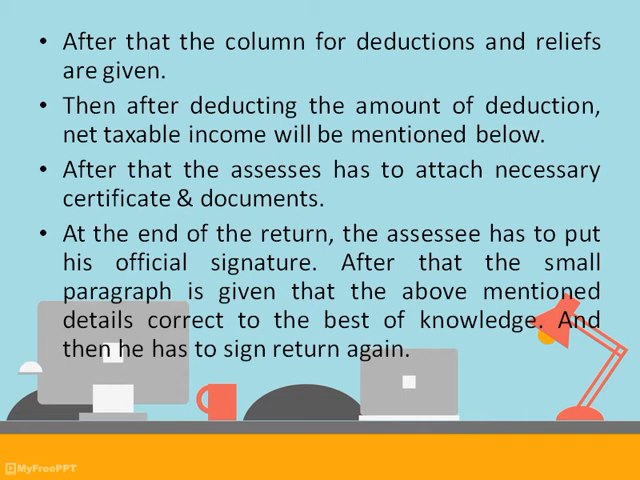 • After that the column for deductions and reliefs
are given.
• Then after deducting the amount of deduction,
net taxable income will be mentioned below.
• After that the assesses has to attach necessary
certificate & documents.
• At the end of the return, the assessee has to put
his official signature. After that the small
paragraph is given that the above mentioned
details correct to the best of knowledge. And
then he has to sign return again.
MyFreePPT